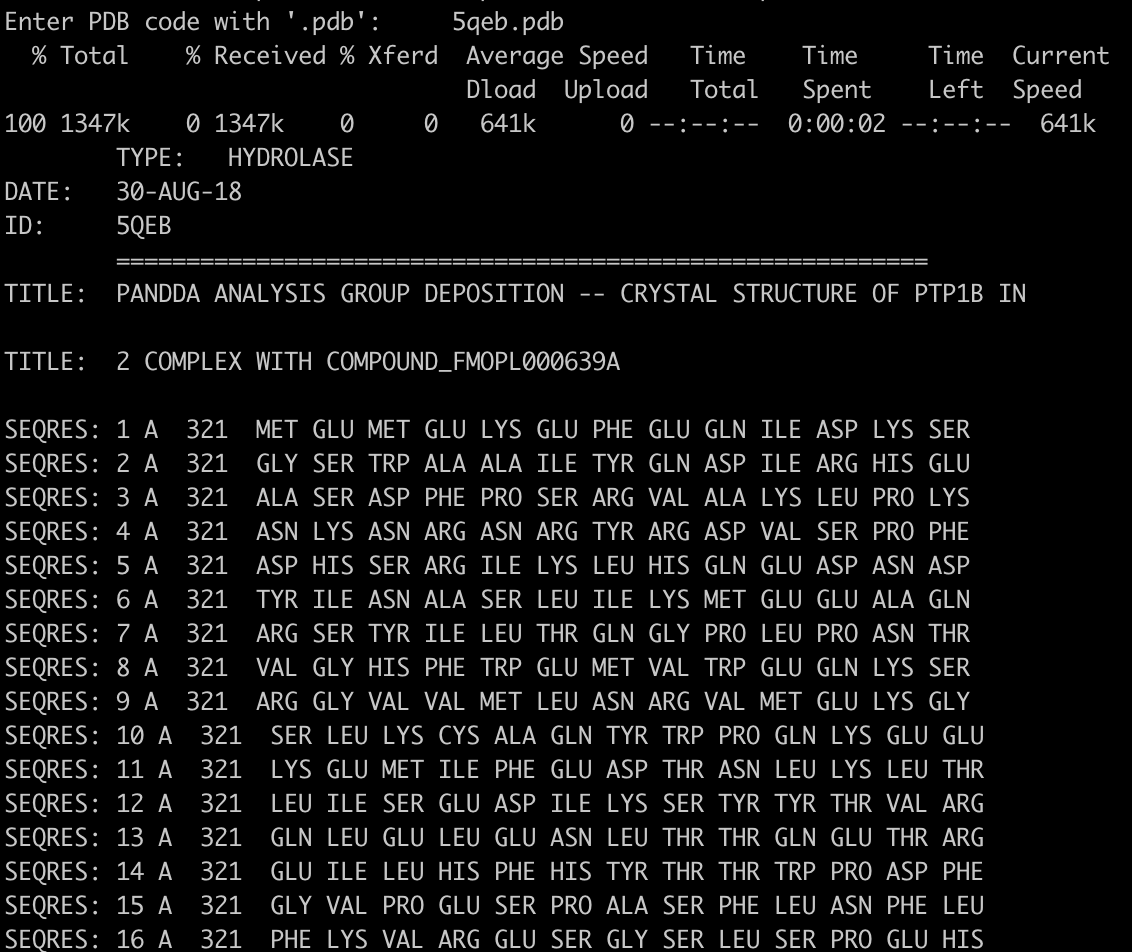 Enter PDB code with '.pdb':     5qeb.pdb
  % Total    % Received % Xferd  Average Speed   Time    Time     Time  Current
                                 Dload  Upload   Total   Spent    Left  Speed
100 1347k    0 1347k    0     0   641k      0 --:--:--  0:00:02 --:--:--  641k
        TYPE:   HYDROLASE
DATE:   30-AUG-18
ID:     5QEB
        ==========================================================
TITLE:  PANDDA ANALYSIS GROUP DEPOSITION -- CRYSTAL STRUCTURE OF PTP1B IN
TITLE:  2 COMPLEX WITH COMPOUND_FMOPL000639A
SEQRES: 1 A  321  MET GLU MET GLU LYS GLU PHE GLU GLN ILE ASP LYS SER
SEQRES: 2 A  321  GLY SER TRP ALA ALA ILE TYR GLN ASP ILE ARG HIS GLU
SEQRES: 3 A  321  ALA SER ASP PHE PRO SER ARG VAL ALA LYS LEU PRO LYS
SEQRES: 4 A  321  ASN LYS ASN ARG ASN ARG TYR ARG ASP VAL SER PRO PHE
SEQRES: 5 A  321  ASP HIS SER ARG ILE LYS LEU HIS GLN GLU ASP ASN ASP
SEQRES: 6 A  321  TYR ILE ASN ALA SER LEU ILE LYS MET GLU GLU ALA GLN
SEQRES: 7 A  321  ARG SER TYR ILE LEU THR GLN GLY PRO LEU PRO ASN THR
SEQRES: 8 A  321  VAL GLY HIS PHE TRP GLU MET VAL TRP GLU GLN LYS SER
SEQRES: 9 A  321  ARG GLY VAL VAL MET LEU ASN ARG VAL MET GLU LYS GLY
SEQRES: 10 A  321  SER LEU LYS CYS ALA GLN TYR TRP PRO GLN LYS GLU GLU
SEQRES: 11 A  321  LYS GLU MET ILE PHE GLU ASP THR ASN LEU LYS LEU THR
SEQRES: 12 A  321  LEU ILE SER GLU ASP ILE LYS SER TYR TYR THR VAL ARG
SEQRES: 13 A  321  GLN LEU GLU LEU GLU ASN LEU THR THR GLN GLU THR ARG
SEQRES: 14 A  321  GLU ILE LEU HIS PHE HIS TYR THR THR TRP PRO ASP PHE
SEQRES: 15 A  321  GLY VAL PRO GLU SER PRO ALA SER PHE LEU ASN PHE LEU
SEQRES: 16 A  321  PHE LYS VAL ARG GLU SER GLY SER LEU SER PRO GLU HIS